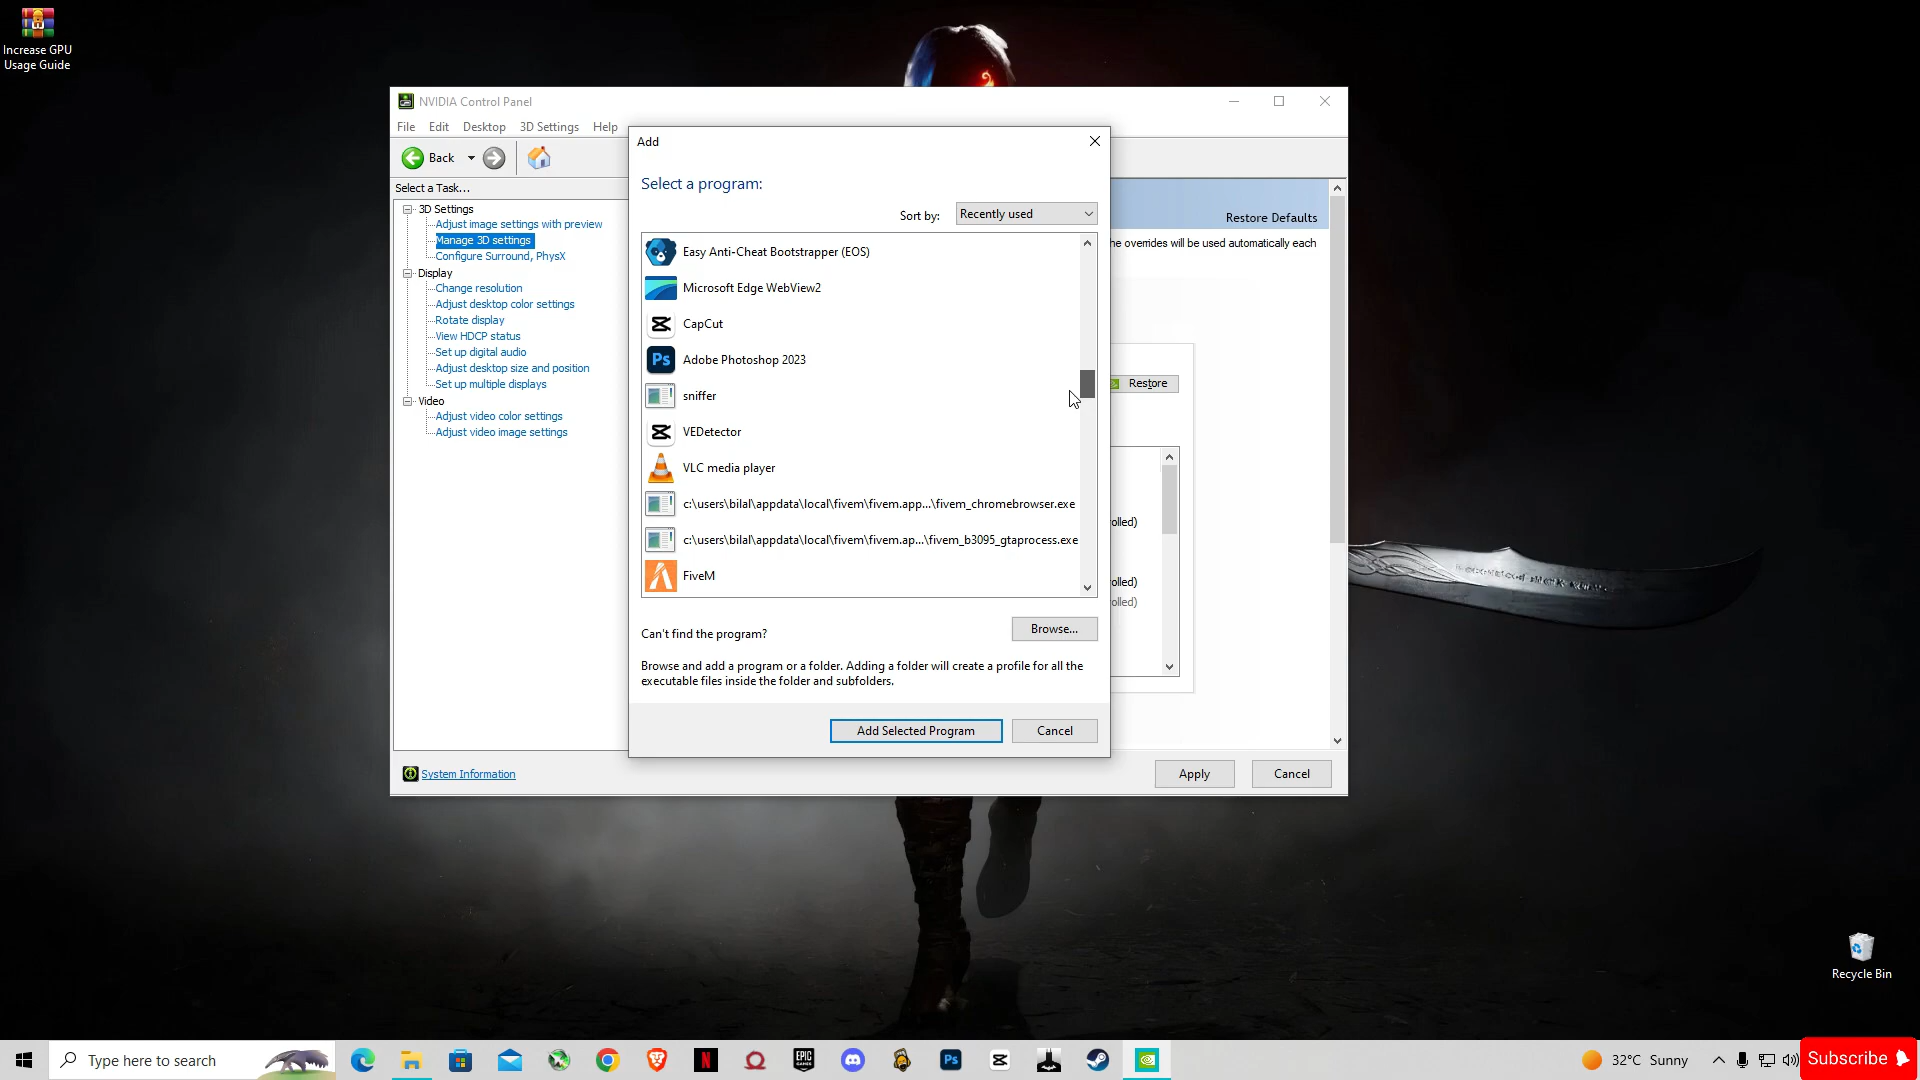 Increase GPU
Usage Guide
NVIDIA Control Panel
File Edit Desktop 3D Settings Help
Back
Select a Task...
3D Settings
Adjust image settings with preview
Manage 3D settings
Configure Surround, PhysX
Display
Change resolution
Adjust desktop color settings
Rotate display
View HDCP status
Set up digital audio
Adjust desktop size and position
Set up multiple displays
Video
Adjust video color settings
Adjust video image settings
System Information
Add
Select a program:
Sort by: Recently used
Easy Anti-Cheat Bootstrapper (EOS)
Microsoft Edge WebView2
CapCut
Ps Adobe Photoshop 2023
sniffer
VEDetector
VLC media player
c:\users\bilal\appdata\local\fivem\fivem.app...\fivem_chromebrowser.exe
c:\users\bilal\appdata\local\fivem\fivem.ap...\fivem_b3095_gtaprocess.exe
FiveM
Can't find the program?
Browse...
Browse and add a program or a folder. Adding a folder will create a profile for all the
executable files inside the folder and subfolders.
Add Selected Program
Cancel
Restore Defaults
he overrides will be used automatically each
Restore
olled)
olled)
olled)
Apply
Cancel
Recycle Bin
Type here to search
N
EPIC
GAMES
Ps
32°C Sunny
Subscribe